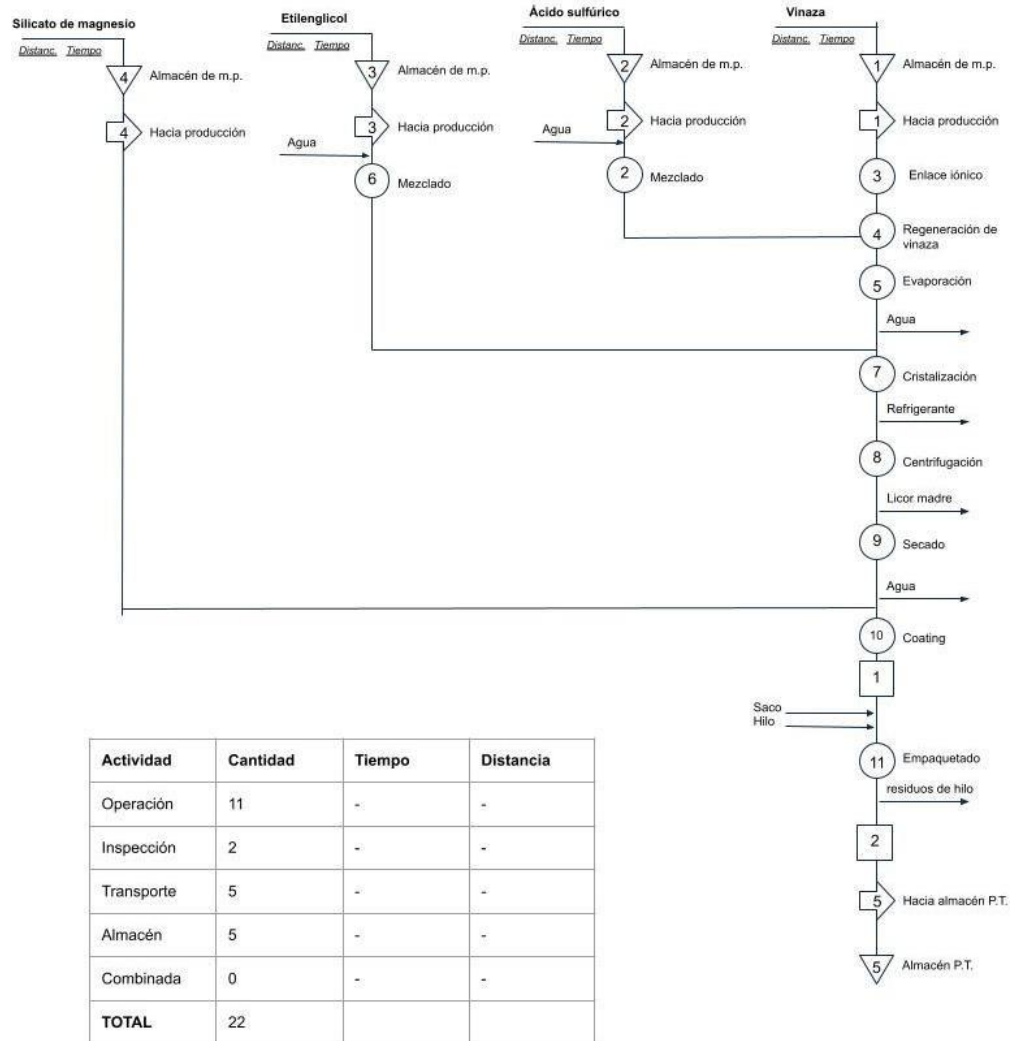 Silicato de magnesio
Distanc. Tiempo
4 Almacén de m.p.
4 Hacia producción
Etilenglicol
Distanc. Tiempo
3 Almacén de m.p.
3 Hacia producción
Agua
6 Mezclado
Ácido sulfúrico
Distanc. Tiempo
2 Almacén de m.p.
2 Hacia producción
Agua
2 Mezclado
Vinaza
Distanc. Tiempo
1 Almacén de m.p.
1 Hacia producción
3 Enlace iónico
4 Regeneración de
vinaza
5 Evaporación
Agua
7 Cristalización
Refrigerante
8 Centrifugación
Licor madre
9 Secado
Agua
10 Coating
1
Saco
Hilo
11 Empaquetado
residuos de hilo
2
5 Hacia almacén P.T.
5 Almacén P.T.
Actividad Cantidad Tiempo Distancia
Operación 11 - -
Inspección 2 - -
Transporte 5 - -
Almacén 5 - -
Combinada 0 - -
TOTAL 22